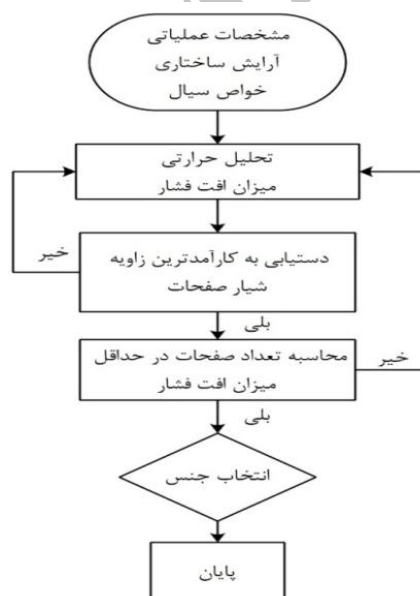 مشخصات عملیاتی
آرایش ساختاری
خواص سیال
تحلیل حرارتی
میزان افت فشار
خیر
دستیابی به کارآمدترین زاویه
شیار صفحات
بلی
محاسبه تعداد صفحات در حداقل
میزان افت فشار
خیر
بلی
انتخاب جنس
پایان